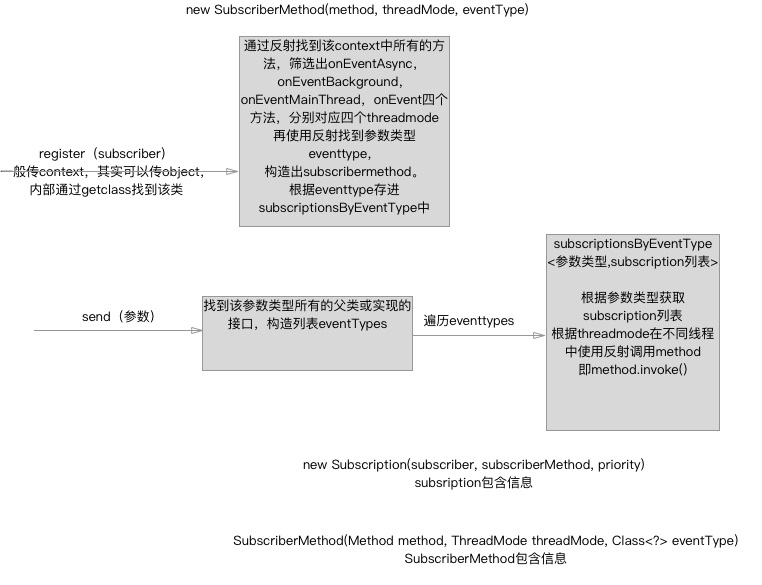 new SubscriberMethod(method, threadMode, eventType)
通过反射找到该context中所有的方
法，筛选出onEventAsync，
onEventBackground，
onEventMainThread，onEvent四个
方法，分别对应四个threadmode
再使用反射找到参数类型
eventtype，
构造出subscribermethod。
根据eventtype存进
subscriptionsByEventType中
register（subscriber）
一般传context，其实可以传object，
内部通过getclass找到该类
subscriptionsByEventType
<参数类型,subscription列表>
根据参数类型获取
subscription列表
根据threadmode在不同线程
中使用反射调用method
即method.invoke()
send（参数）
找到该参数类型所有的父类或实现的
接口，构造列表eventTypes
遍历eventtypes
new Subscription(subscriber, subscriberMethod, priority)
subsription包含信息
SubscriberMethod(Method method, ThreadMode threadMode, Class<?> eventType)
SubscriberMethod包含信息